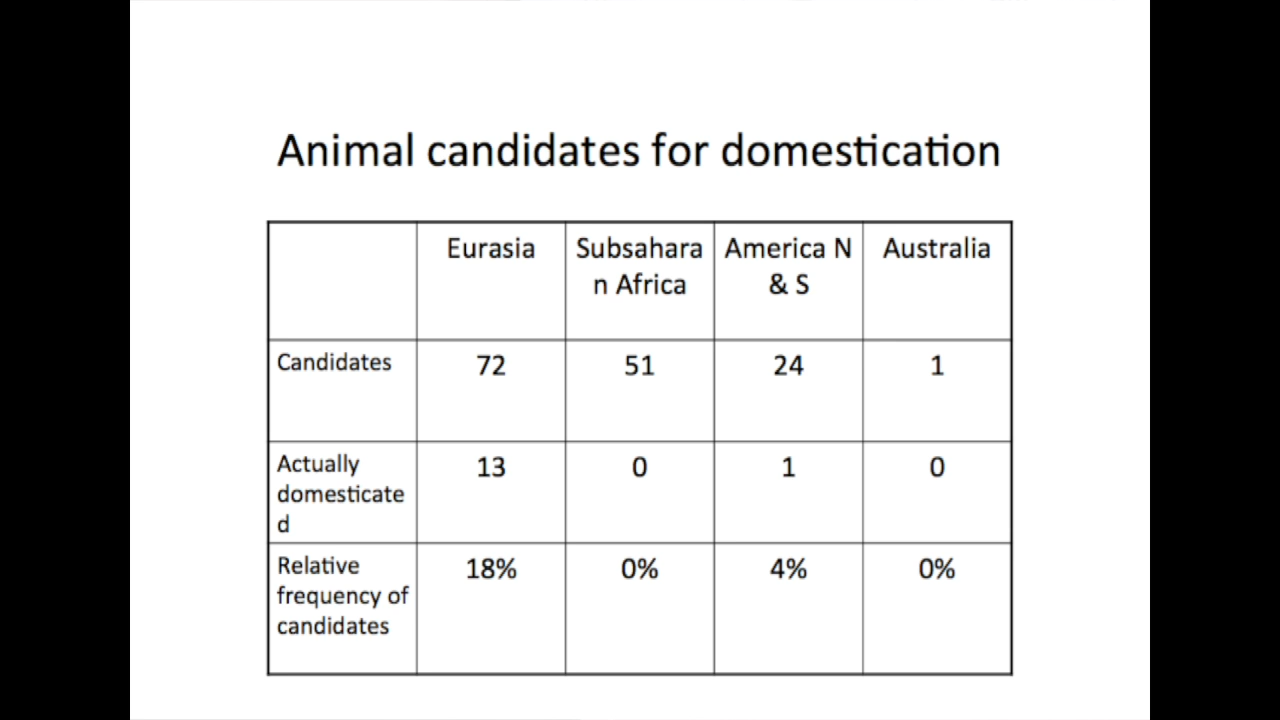 Animal candidates for domestication
Eurasia
Subsahara
n Africa
America N
& S
Australia
Candidates
72
51
24
1
Actually
domesticate
d
13
0
1
0
Relative
frequency of
candidates
18%
0%
4%
0%